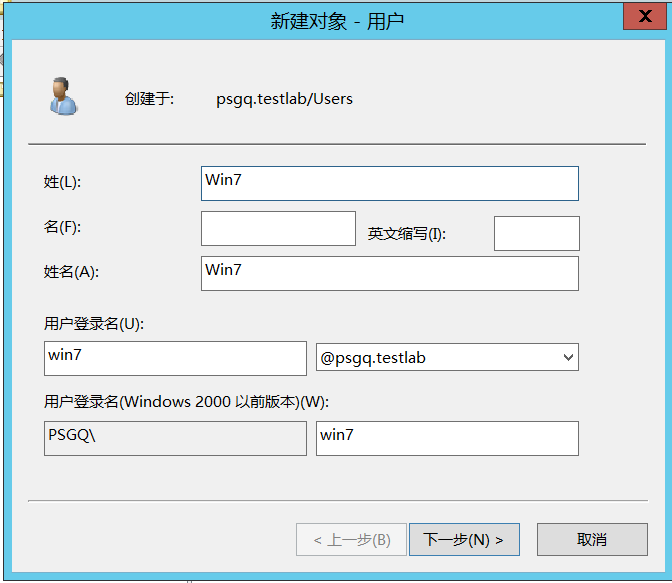 新建对象 - 用户
X
创建于: psgq.testlab/Users
姓(L): Win7
名(F): 英文缩写(I):
姓名(A): Win7
用户登录名(U):
win7 @psgq.testlab
用户登录名(Windows 2000 以前版本)(W):
PSGQ\ win7
< 上一步(B) 下一步(N) > 取消